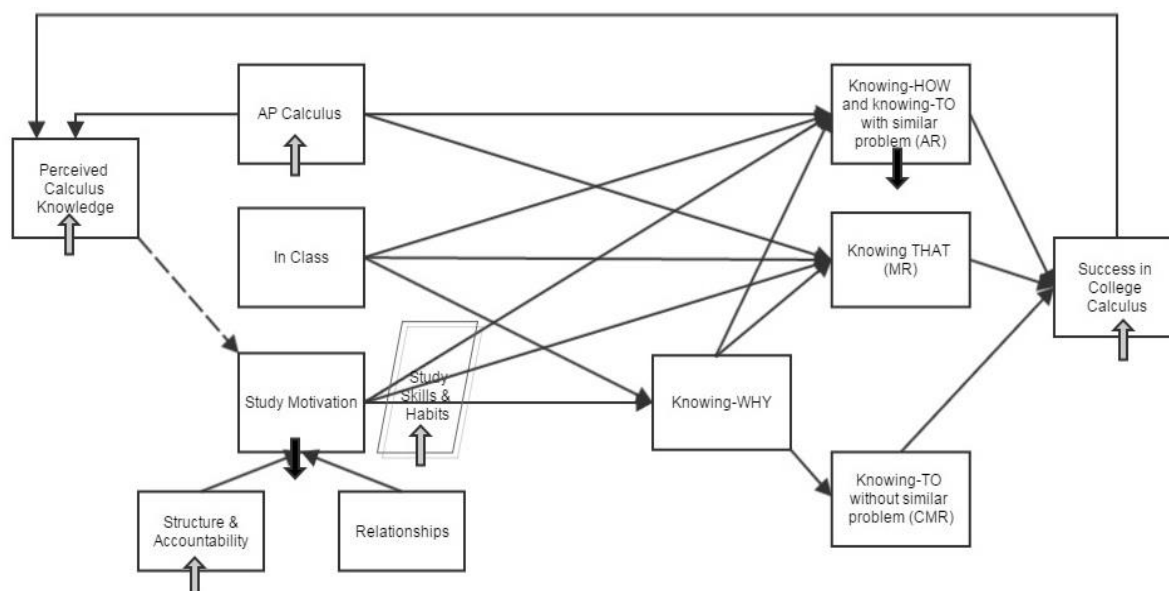 AP Calculus
Knowing-HOW
and knowing-TO
with similar
problem (AR)
Perceived
Calculus
Knowledge
In Class
Knowing THAT
(MR)
Success in
College
Calculus
Study Motivation
Study
Skills &
Habits
Knowing-WHY
Knowing-TO
without similar
problem (CMR)
Structure &
Accountability
Relationships